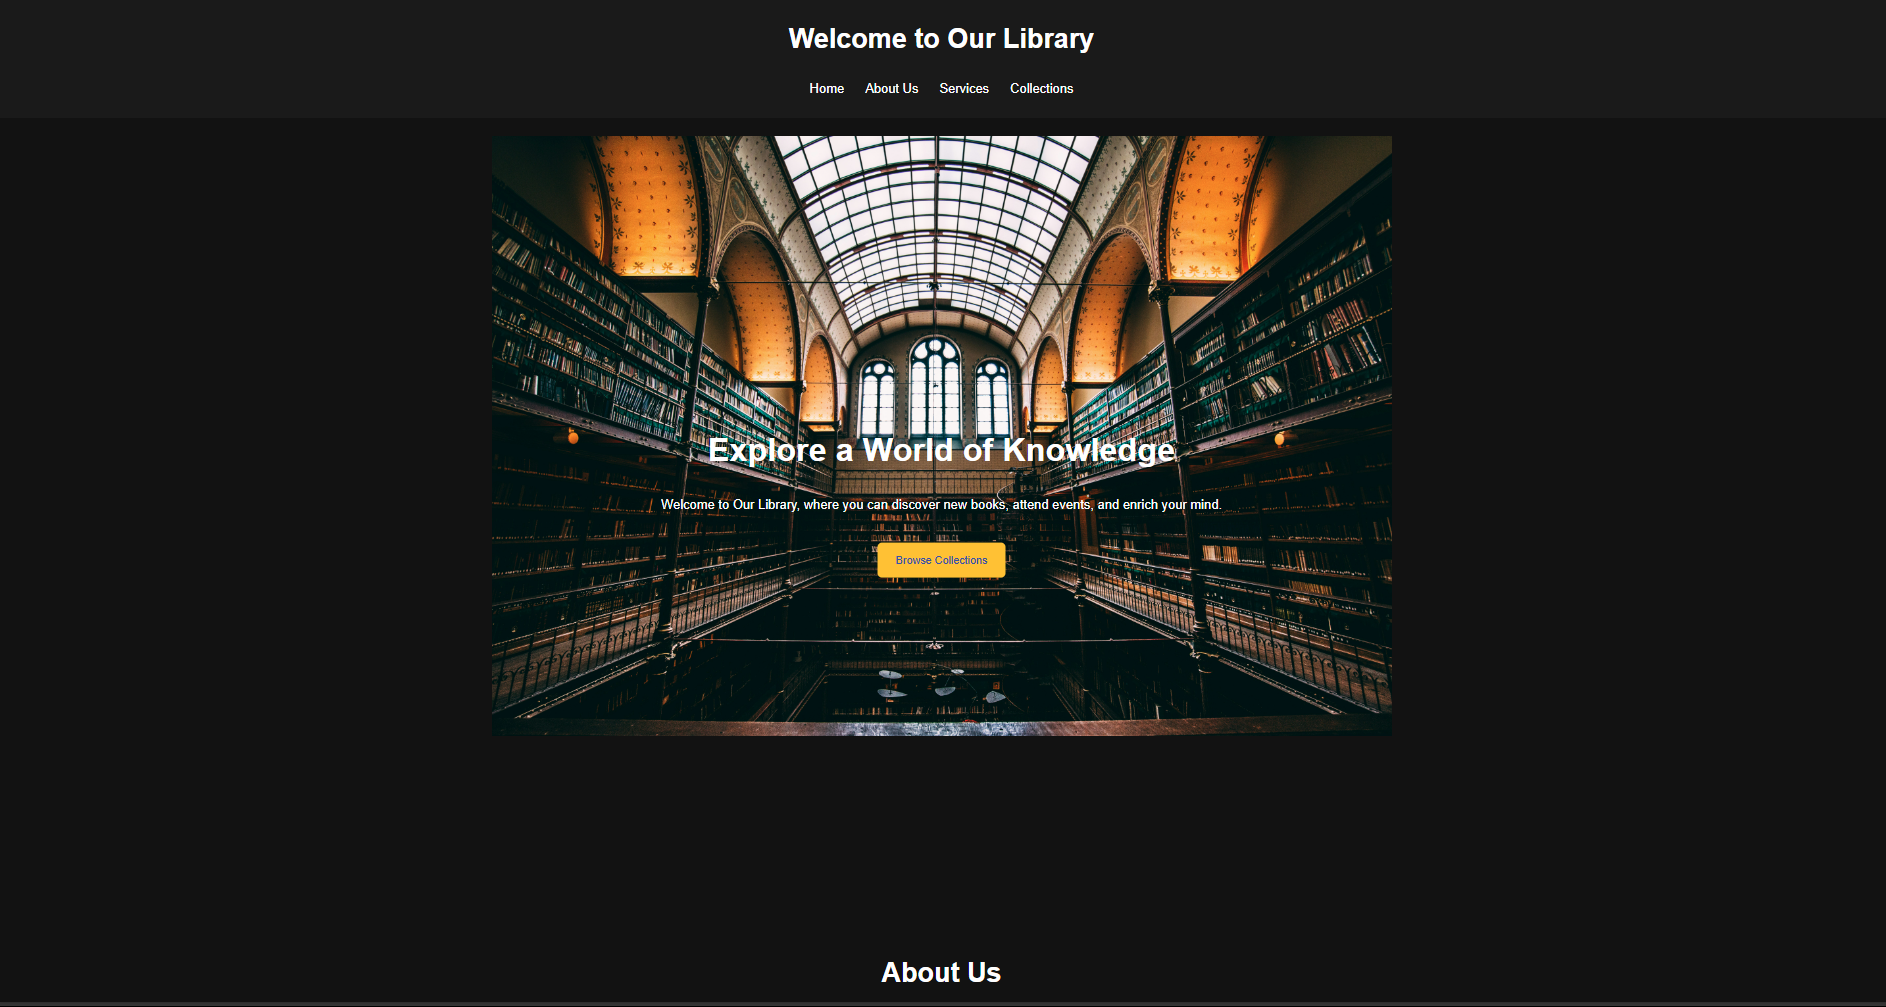 Welcome to Our Library
Home About Us Services Collections
Explore a World of Knowledge
Welcome to Our Library, where you can discover new books, attend events, and enrich your mind.
Browse Collections
About Us